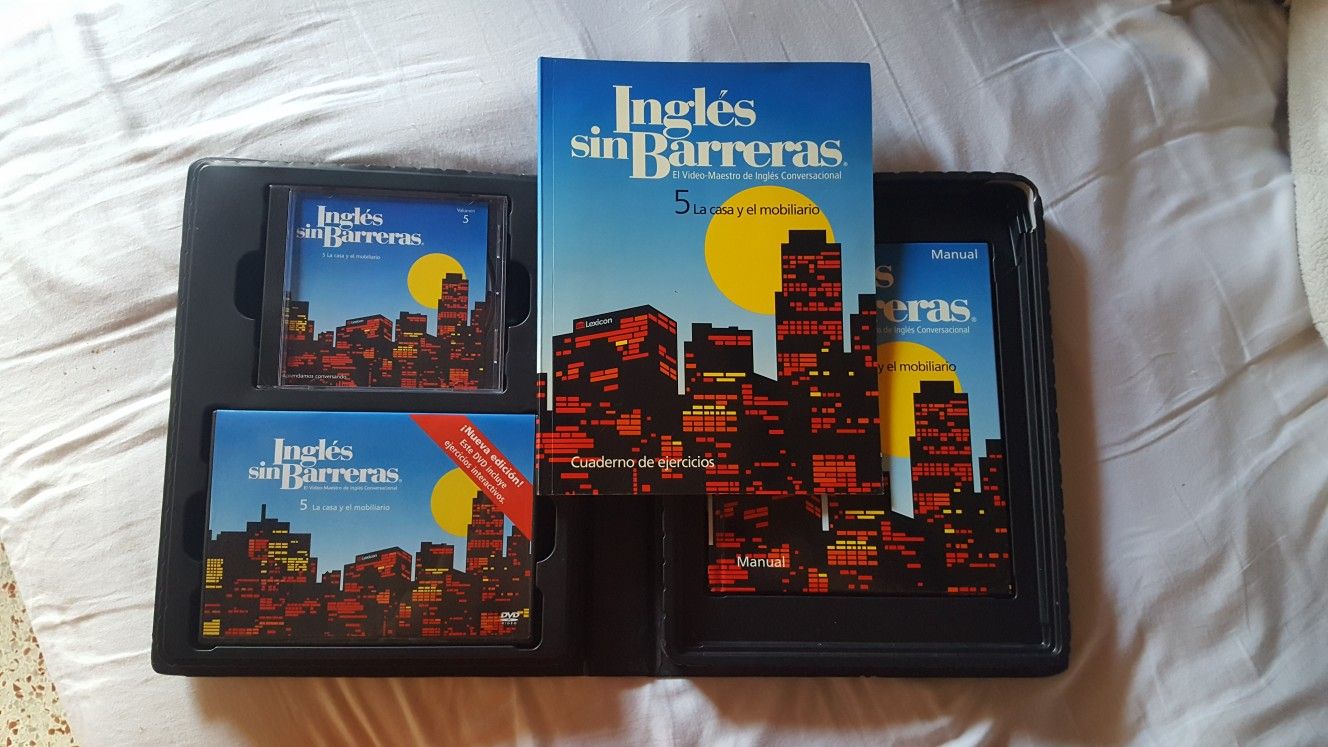 Inglés
sin Barreras®
Volumen
5
5 La casa y el mobiliario
Lexicon
Aprendamos conversando
Inglés
sin Barreras®
El Video-Maestro de Inglés Conversacional
5 La casa y el mobiliario
¡Nueva edición!
Este DVD incluye
ejercicios interactivos.
Lexicon
DVD
VIDEO
Inglés
sin Barreras®
El Video-Maestro de Inglés Conversacional
5 La casa y el mobiliario
Lexicon
Cuaderno de ejercicios
Manual
s
eras®
de Inglés Conversacional
y el mobiliario
Manual